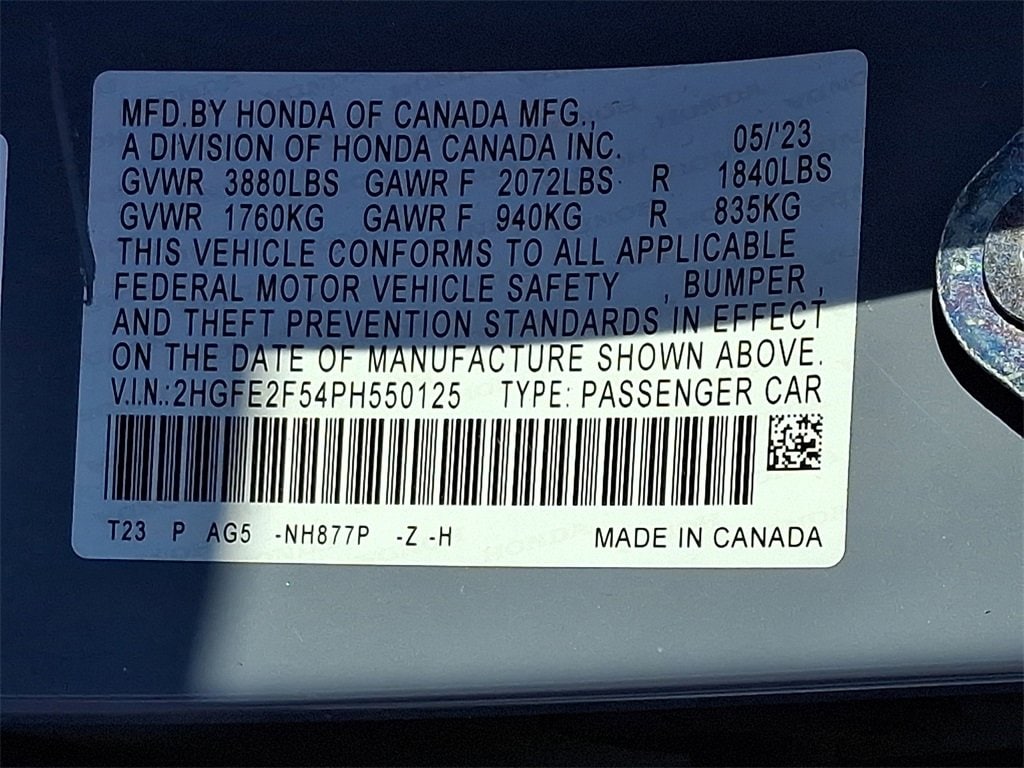 MFD.BY HONDA OF CANADA MFG.,
A DIVISION OF HONDA CANADA INC. 05/'23
GVWR 3880LBS GAWR F 2072LBS R 1840LBS
GVWR 1760KG GAWR F 940KG R 835KG
THIS VEHICLE CONFORMS TO ALL APPLICABLE
FEDERAL MOTOR VEHICLE SAFETY , BUMPER ,
AND THEFT PREVENTION STANDARDS IN EFFECT
ON THE DATE OF MANUFACTURE SHOWN ABOVE.
V.I.N.:2HGFE2F54PH550125 TYPE: PASSENGER CAR
T23 P AG5 -NH877P -Z -H MADE IN CANADA